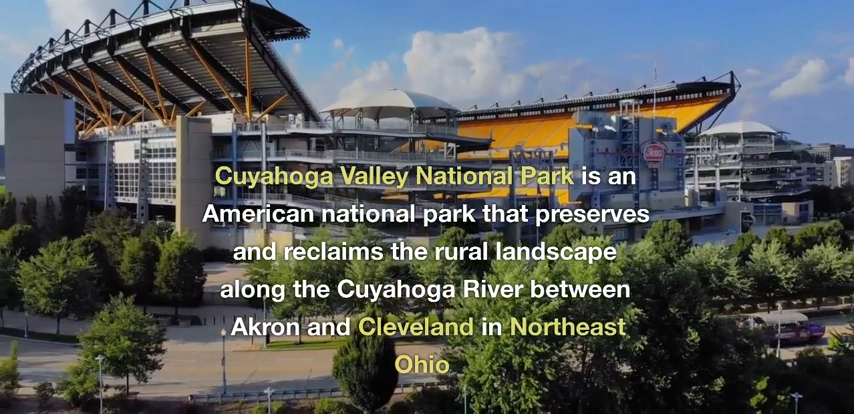 Cuyahoga Valley National Park is an
American national park that preserves
and reclaims the rural landscape
along the Cuyahoga River between
Akron and Cleveland in Northeast
Ohio